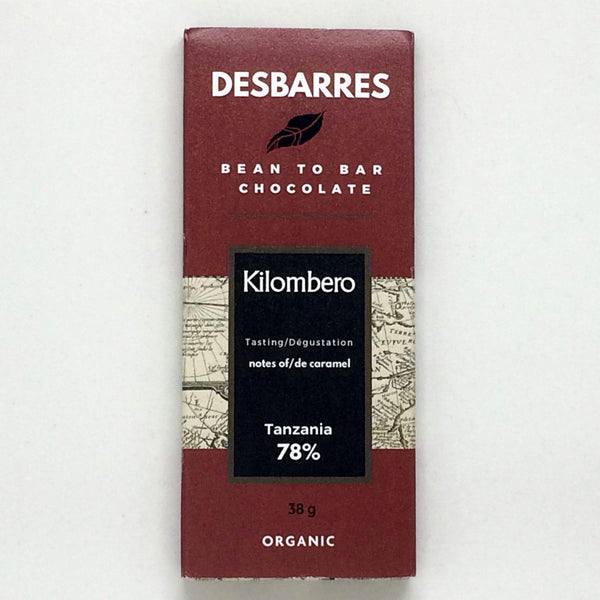 DESBARRES
BEAN TO BAR
CHOCOLATE
Kilombero
Tasting/Dégustation
notes of/de caramel
Tanzania
78%
38 g
ORGANIC